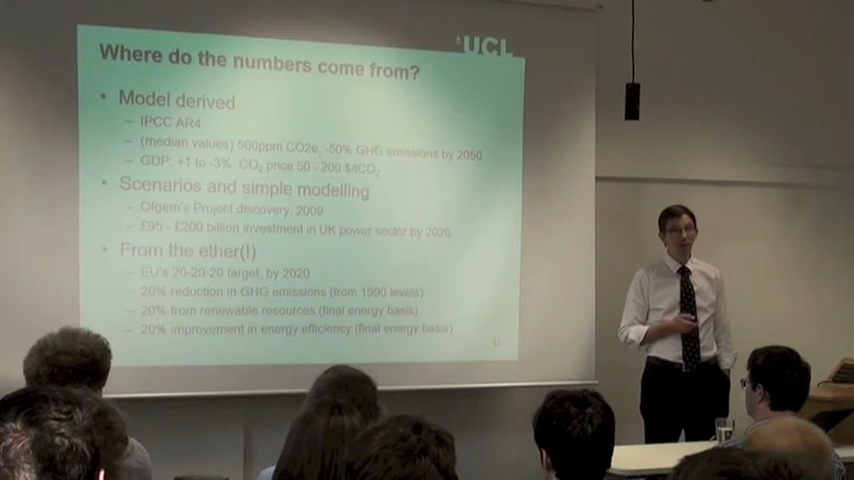 UCL
Where do the numbers come from?
• Model derived
– IPCC AR4
– (median values) 500ppm CO2e, -50% GHG emissions by 2050
– GDP: +1 to -3%, CO₂ price 50 - 200 $/tCO₂
• Scenarios and simple modelling
– Ofgem's Project discovery, 2009
– £95 - £200 billion investment in UK power sector by 2020
• From the ether(!)
– EU's 20-20-20 target, by 2020
– 20% reduction in GHG emissions (from 1990 levels)
– 20% from renewable resources (final energy basis)
– 20% improvement in energy efficiency (final energy basis)